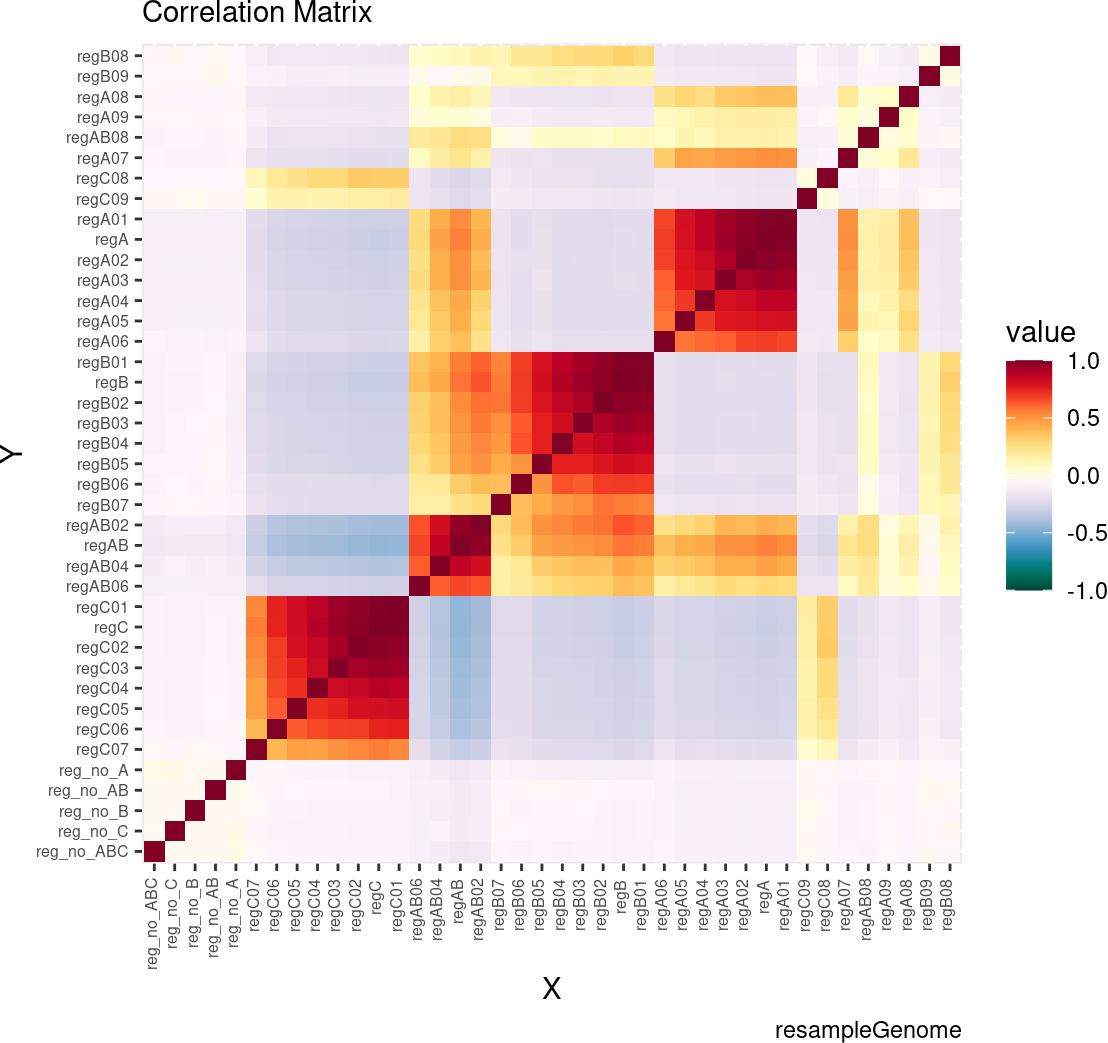 Correlation Matrix
regB08
regB09
regA08
regA09
regAB08
regA07
regC08
regC09
regA01
regA
regA02
regA03
regA04
regA05
regA06
regB01
regB
regB02
regB03
regB04
regB05
regB06
regB07
regAB02
regAB
regAB04
regAB06
regC01
regC
regC02
regC03
regC04
regC05
regC06
regC07
reg_no_A
reg_no_AB
reg_no_B
reg_no_C
reg_no_ABC
Y
value
1.0
0.5
0.0
-0.5
-1.0
reg_no_ABC
reg_no_C
reg_no_B
reg_no_AB
reg_no_A
regC07
regC06
regC05
regC04
regC03
regC02
regC
regC01
regAB06
regAB04
regAB
regAB02
regB07
regB06
regB05
regB04
regB03
regB02
regB
regB01
regA06
regA05
regA04
regA03
regA02
regA
regA01
regC09
regC08
regA07
regAB08
regA09
regA08
regB09
regB08
X
resampleGenome